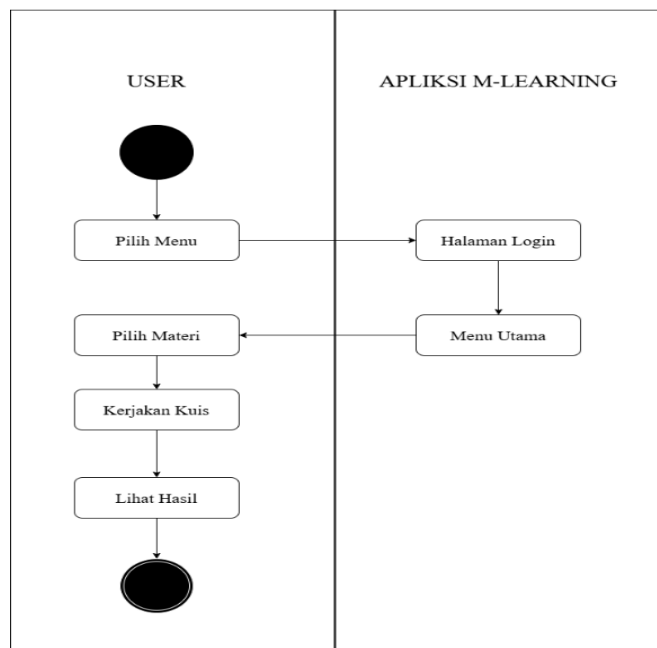 USER
APLIKSI M-LEARNING
Pilih Menu
Halaman Login
Pilih Materi
Menu Utama
Kerjakan Kuis
Lihat Hasil